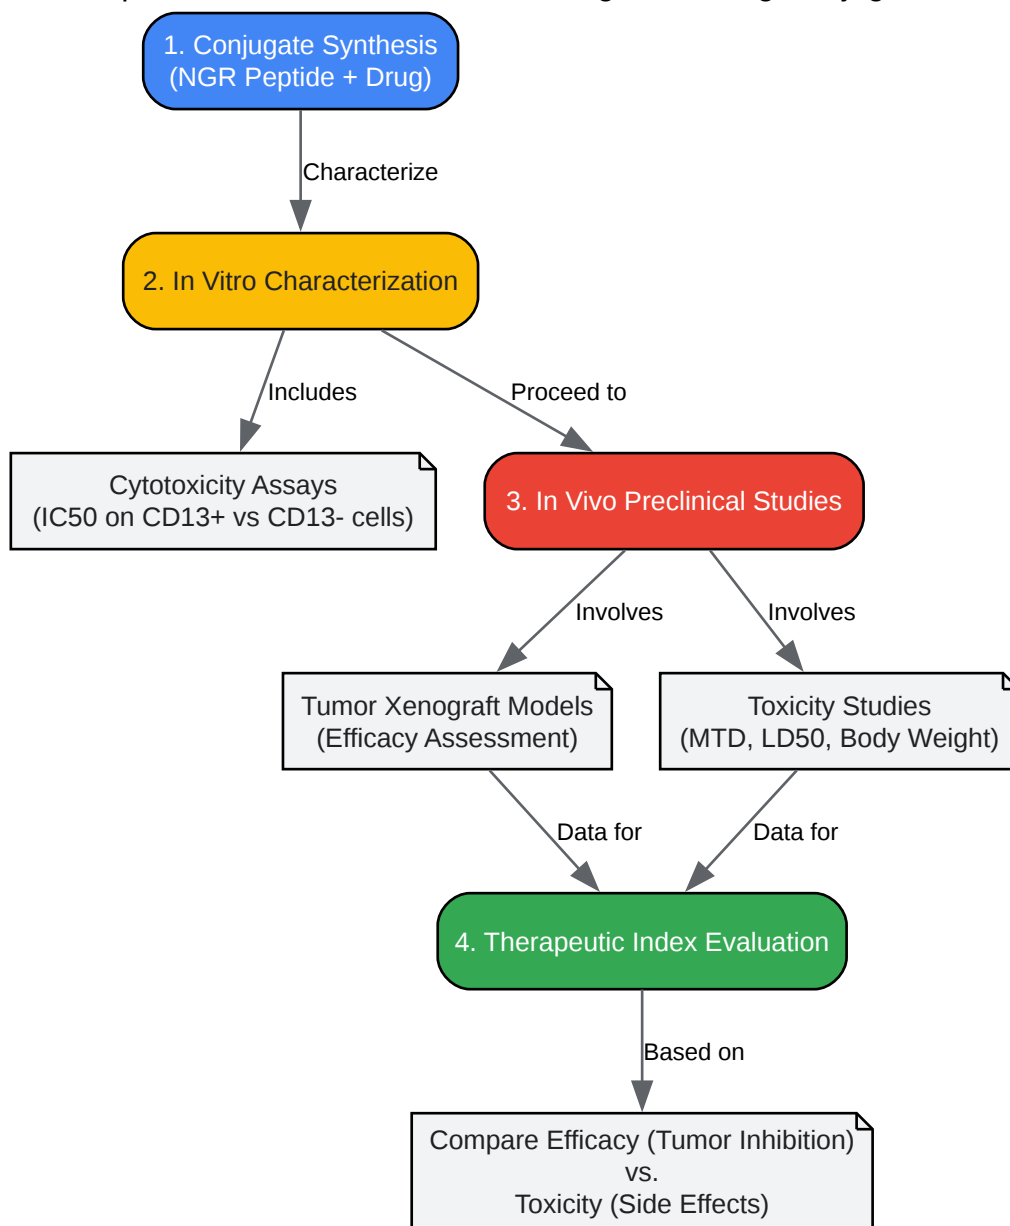 1. Conjugate Synthesis
(NGR Peptide + Drug)
Characterize
2. In Vitro Characterization
Includes
Proceed to
Cytotoxicity Assays
(IC50 on CD13+ vs CD13- cells)
3. In Vivo Preclinical Studies
Involves
Involves
Tumor Xenograft Models
(Efficacy Assessment)
Toxicity Studies
(MTD, LD50, Body Weight)
Data for
Data for
4. Therapeutic Index Evaluation
Based on
Compare Efficacy (Tumor Inhibition)
vs.
Toxicity (Side Effects)